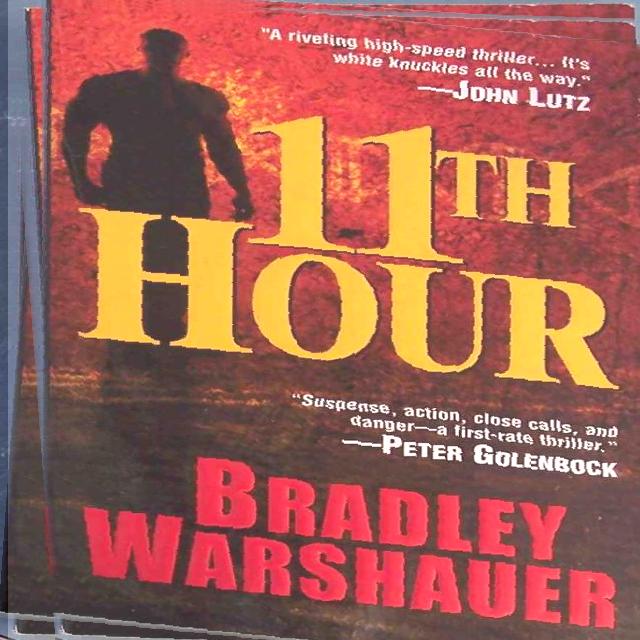 "A riveting high-speed thriller... It's
white knuckles all the way."
—JOHN LUTZ
11TH
HOUR
"Suspense, action, close calls, and
danger—a first-rate thriller."
—PETER GOLENBOCK
BRADLEY
WARSHAUER